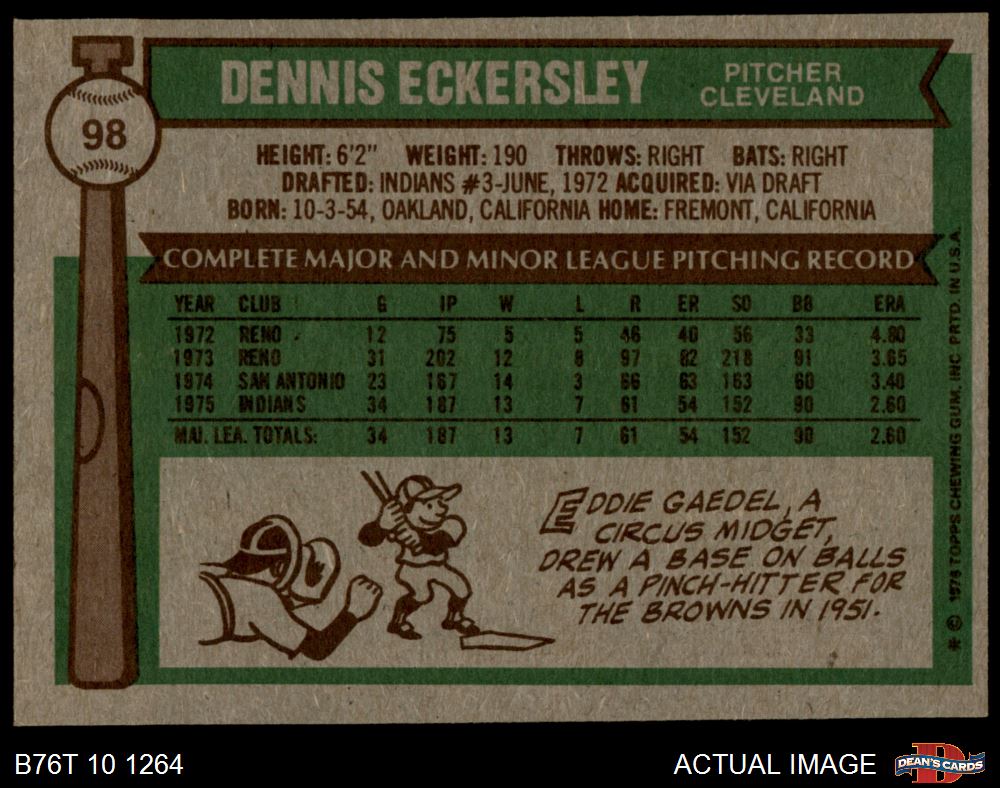 98
DENNIS ECKERSLEY
PITCHER
CLEVELAND
HEIGHT: 6'2" WEIGHT: 190 THROWS: RIGHT BATS: RIGHT
DRAFTED: INDIANS #3-JUNE, 1972 ACQUIRED: VIA DRAFT
BORN: 10-3-54, OAKLAND, CALIFORNIA HOME: FREMONT, CALIFORNIA
COMPLETE MAJOR AND MINOR LEAGUE PITCHING RECORD
YEAR CLUB G IP W L R ER SO BB ERA
1972 RENO 12 75 5 5 46 40 56 33 4.80
1973 RENO 31 202 12 8 97 82 218 91 3.65
1974 SAN ANTONIO 23 167 14 3 66 63 163 60 3.40
1975 INDIANS 34 187 13 7 61 54 152 90 2.60
MAJ. LEA. TOTALS: 34 187 13 7 61 54 152 90 2.60
EDDIE GAEDEL, A
CIRCUS MIDGET,
DREW A BASE ON BALLS
AS A PINCH-HITTER FOR
THE BROWNS IN 1951.
* © 1976 TOPPS CHEWING GUM, INC. PRTD. IN U.S.A.
B76T 10 1264
ACTUAL IMAGE
D
DEAN'S CARDS